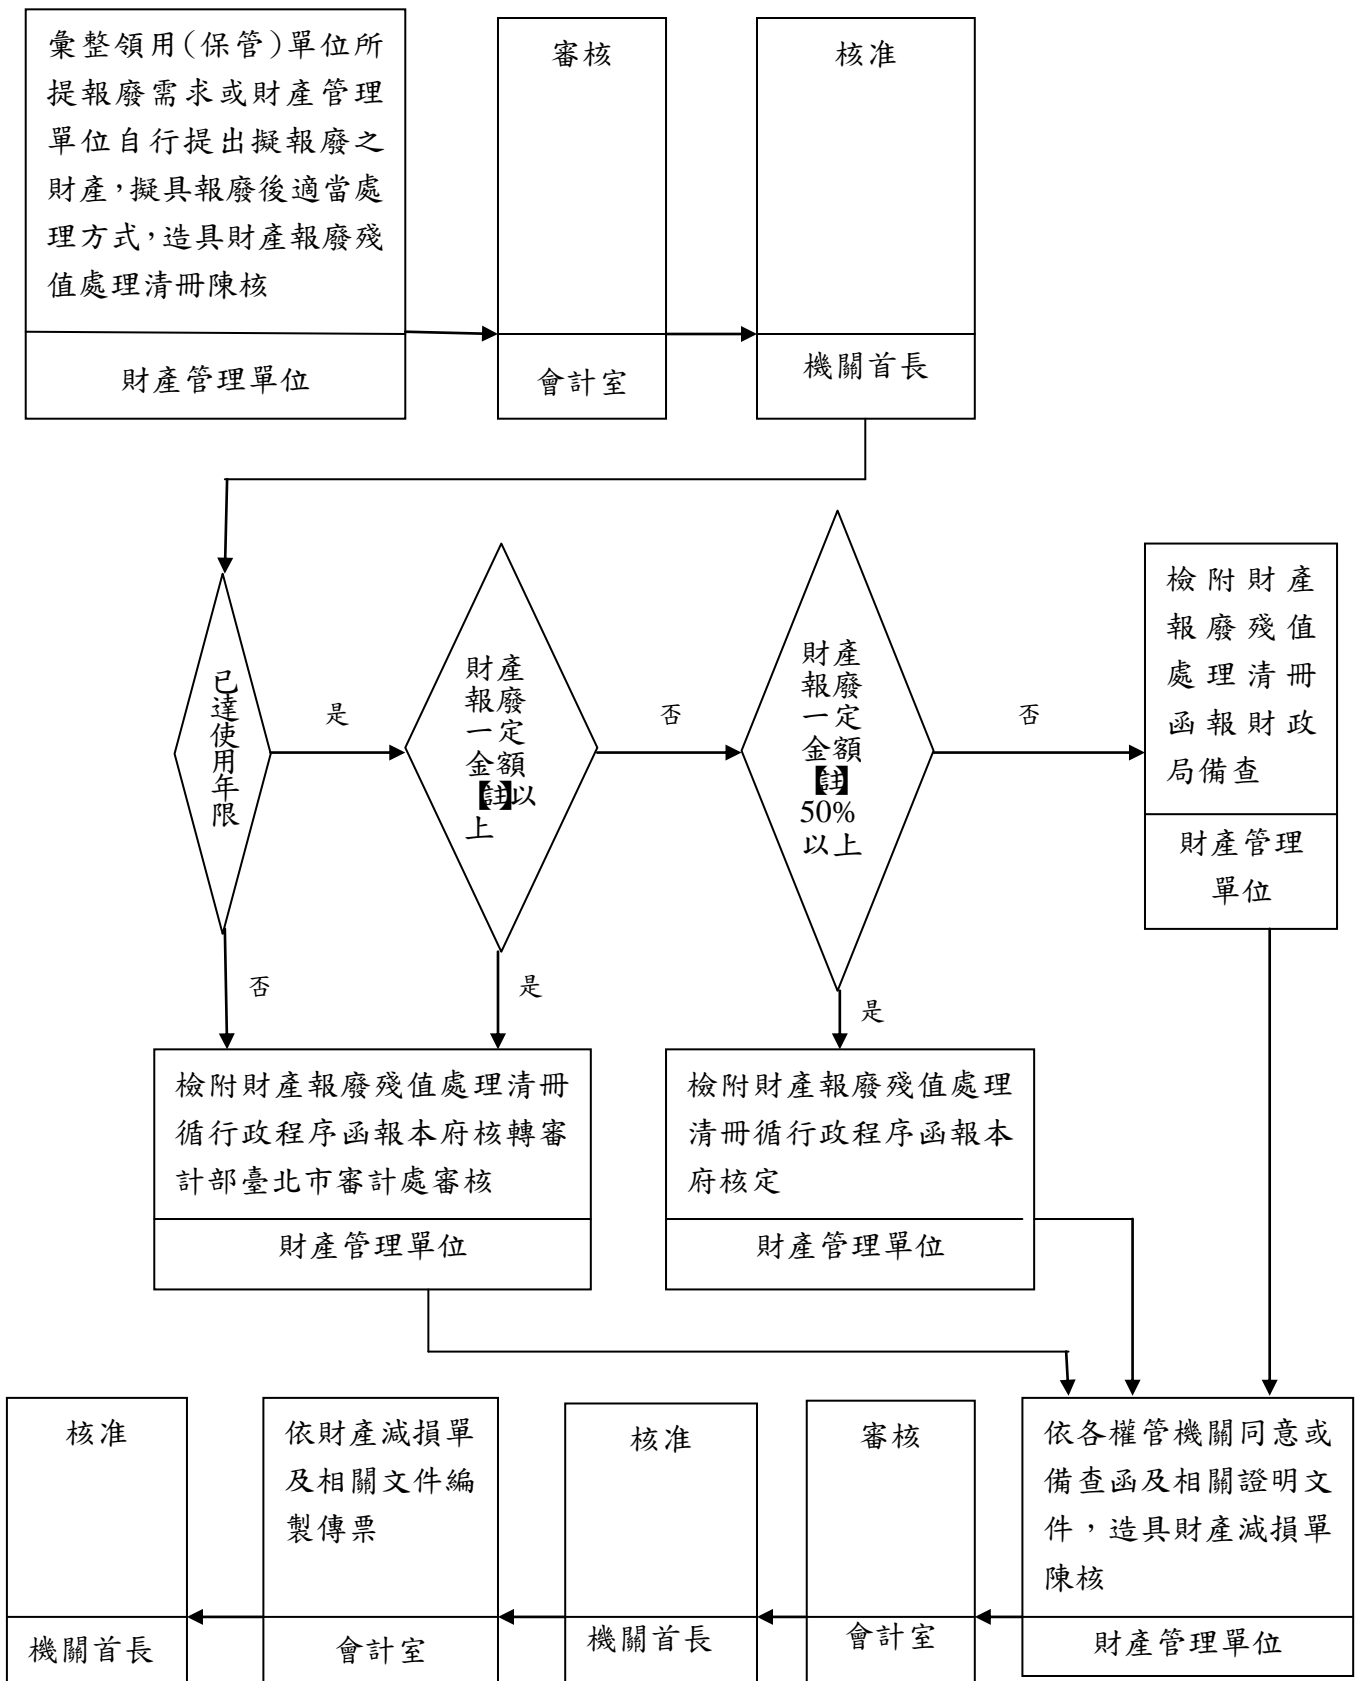 彙整領用(保管)單位所
提報廢需求或財產管理
單位自行提出擬報廢之
財產，擬具報廢後適當處
理方式，造具財產報廢殘
值處理清冊陳核
財產管理單位
審核
會計室
核准
機關首長
已達使用年限
是
否
財產
報廢
一定
金額
【註】以
上
否
是
財產
報廢
一定
金額
【註】
50%
以上
否
是
檢附財產
報廢殘值
處理清冊
函報財政
局備查
財產管理
單位
檢附財產報廢殘值處理清冊
循行政程序函報本府核轉審
計部臺北市審計處審核
財產管理單位
檢附財產報廢殘值處理
清冊循行政程序函報本
府核定
財產管理單位
依各權管機關同意或
備查函及相關證明文
件，造具財產減損單
陳核
財產管理單位
審核
會計室
核准
機關首長
依財產減損單
及相關文件編
製傳票
會計室
核准
機關首長